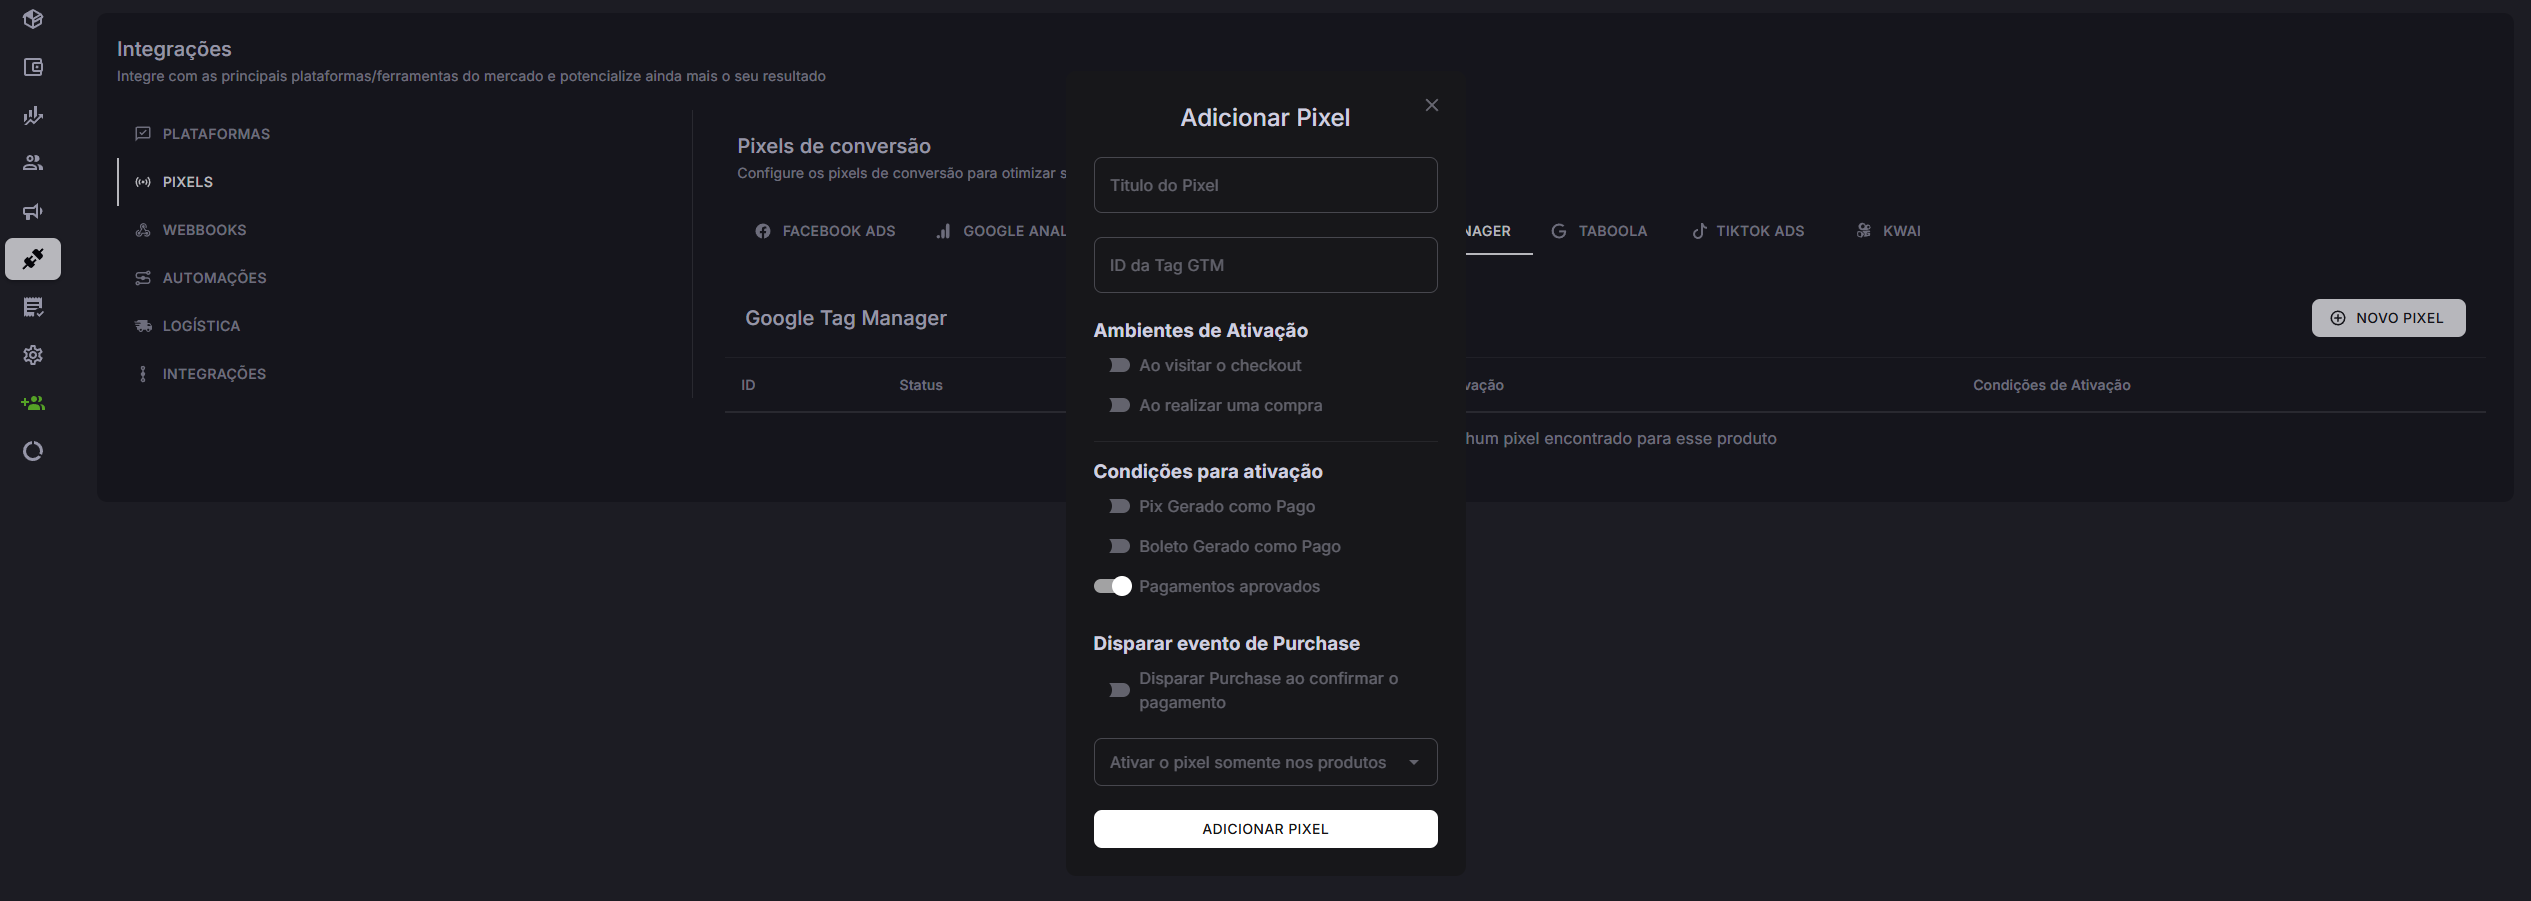 Integrações
Integre com as principais plataformas/ferramentas do mercado e potencialize ainda mais o seu resultado
PLATAFORMAS
PIXELS
WEBBOOKS
AUTOMAÇÕES
LOGÍSTICA
INTEGRAÇÕES
Pixels de conversão
Configure os pixels de conversão para otimizar s
FACEBOOK ADS
GOOGLE ANAL
NAGER
TABOOLA
TIKTOK ADS
KWAI
Google Tag Manager
NOVO PIXEL
ID
Status
vação
Condições de Ativação
hum pixel encontrado para esse produto
Adicionar Pixel
Titulo do Pixel
ID da Tag GTM
Ambientes de Ativação
Ao visitar o checkout
Ao realizar uma compra
Condições para ativação
Pix Gerado como Pago
Boleto Gerado como Pago
Pagamentos aprovados
Disparar evento de Purchase
Disparar Purchase ao confirmar o
pagamento
Ativar o pixel somente nos produtos
ADICIONAR PIXEL